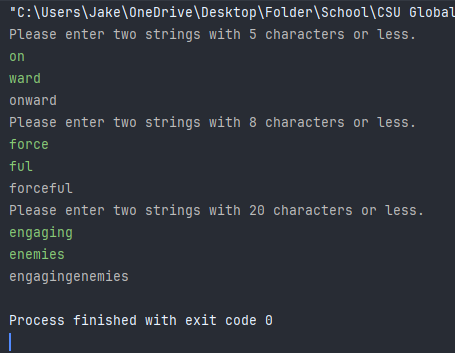 "C:\Users\Jake\OneDrive\Desktop\Folder\School\CSU Global
Please enter two strings with 5 characters or less.
on
ward
onward
Please enter two strings with 8 characters or less.
force
ful
forceful
Please enter two strings with 20 characters or less.
engaging
enemies
engagingenemies
Process finished with exit code 0